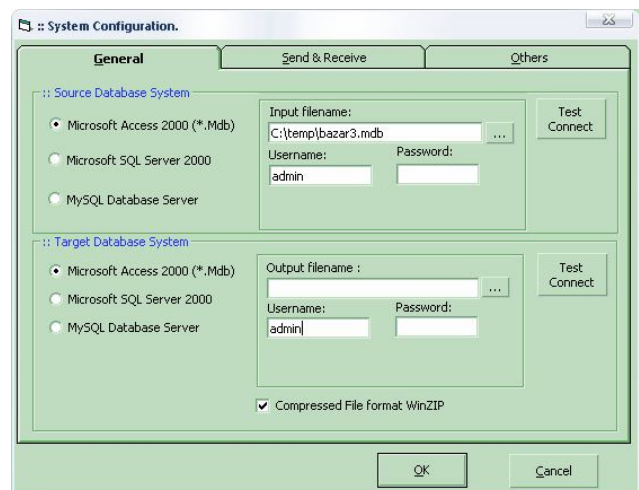 :: System Configuration.
General
Send & Receive
Others
:: Source Database System
Microsoft Access 2000 (*.Mdb)
Microsoft SQL Server 2000
MySQL Database Server
Input filename:
C:\temp\bazar3.mdb
...
Username:
Password:
admin
Test
Connect
:: Target Database System
Microsoft Access 2000 (*.Mdb)
Microsoft SQL Server 2000
MySQL Database Server
Output filename :
...
Username:
Password:
admin
Test
Connect
Compressed File format WinZIP
OK
Cancel